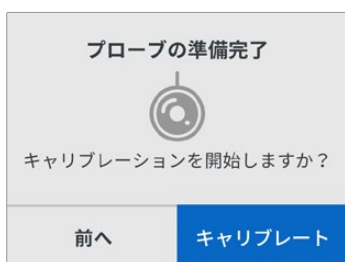 プローブの準備完了
キャリブレーションを開始しますか？
前へ
キャリブレート